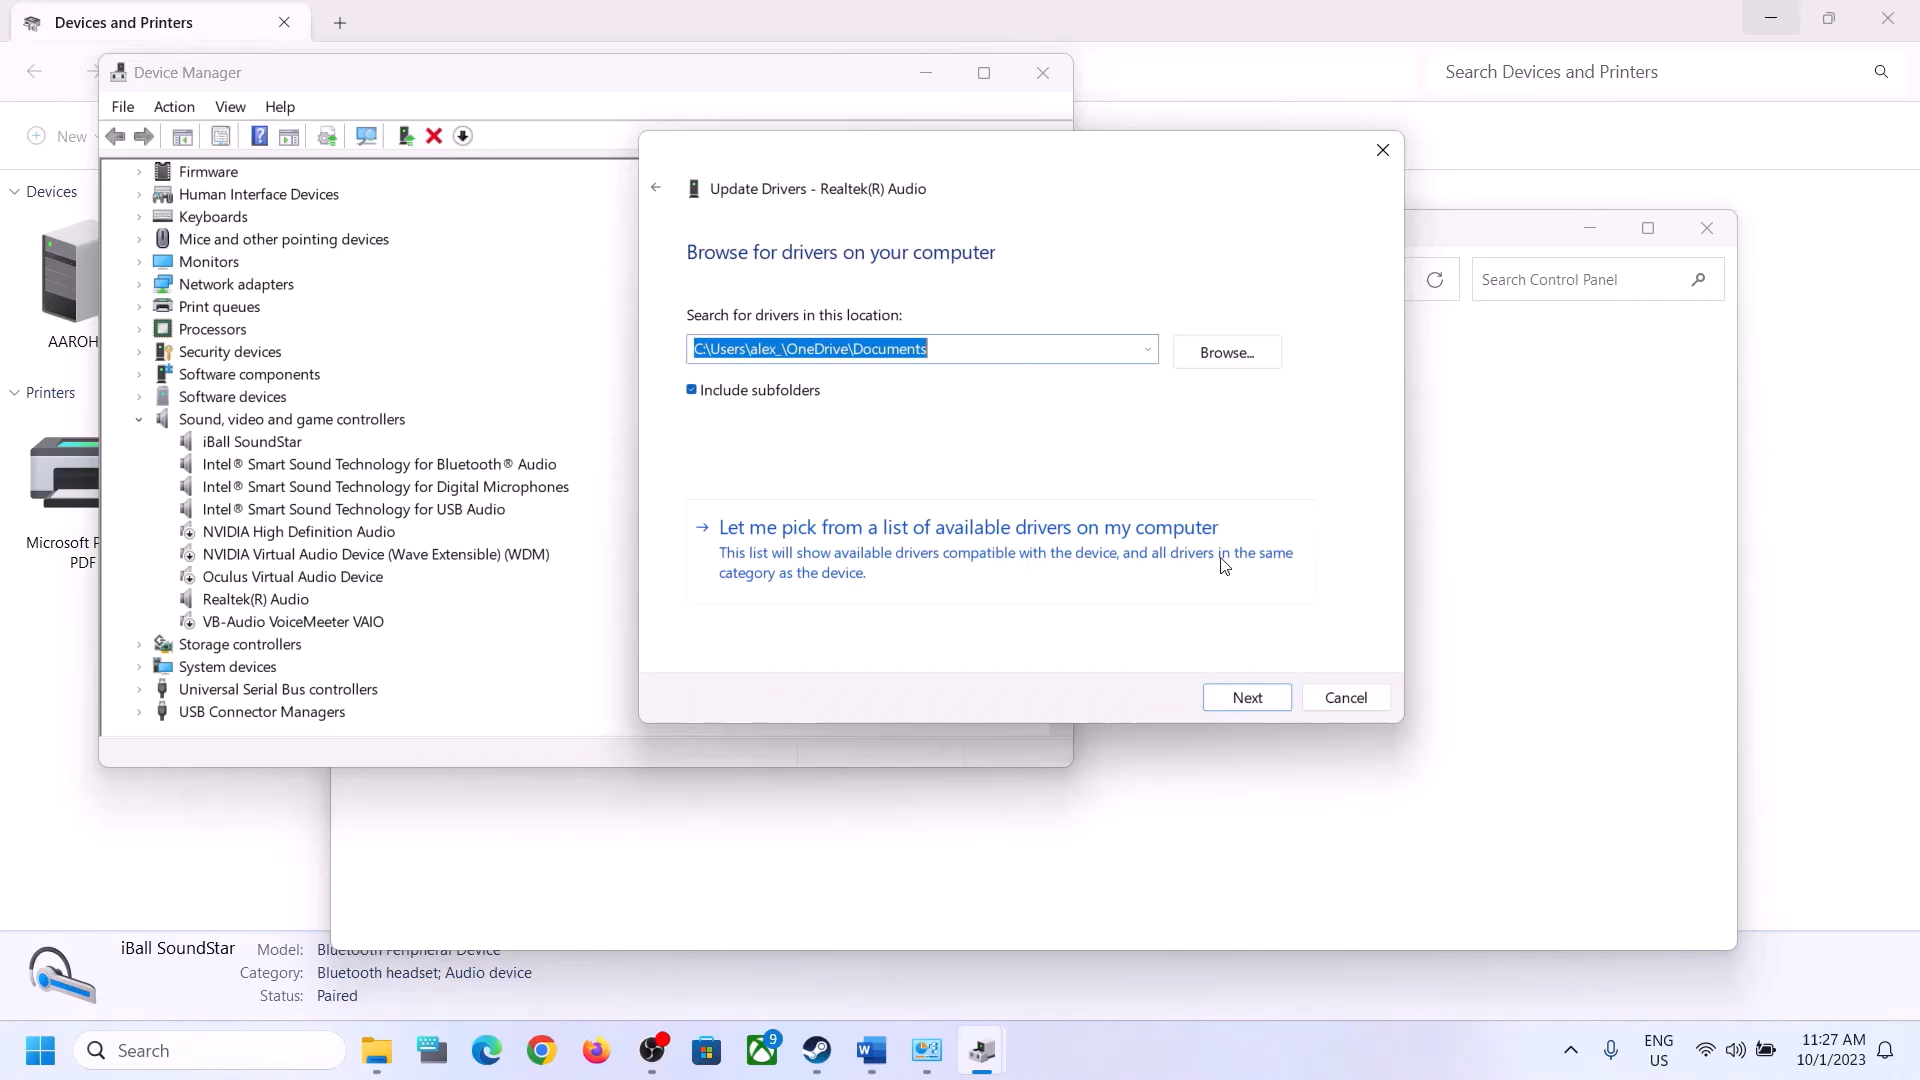 Devices and Printers
Search Devices and Printers
New
Devices
AAROH
Printers
Microsoft P
PDF
Device Manager
File Action View Help
Firmware
Human Interface Devices
Keyboards
Mice and other pointing devices
Monitors
Network adapters
Print queues
Processors
Security devices
Software components
Software devices
Sound, video and game controllers
iBall SoundStar
Intel® Smart Sound Technology for Bluetooth® Audio
Intel® Smart Sound Technology for Digital Microphones
Intel® Smart Sound Technology for USB Audio
NVIDIA High Definition Audio
NVIDIA Virtual Audio Device (Wave Extensible) (WDM)
Oculus Virtual Audio Device
Realtek(R) Audio
VB-Audio VoiceMeeter VAIO
Storage controllers
System devices
Universal Serial Bus controllers
USB Connector Managers
Update Drivers - Realtek(R) Audio
Browse for drivers on your computer
Search for drivers in this location:
C:\Users\alex_\OneDrive\Documents
Browse...
Include subfolders
Let me pick from a list of available drivers on my computer
This list will show available drivers compatible with the device, and all drivers in the same
category as the device.
Next
Cancel
Search Control Panel
iBall SoundStar
Model: Bluetooth Peripheral Device
Category: Bluetooth headset; Audio device
Status: Paired
Search
9
ENG
US
11:27 AM
10/1/2023